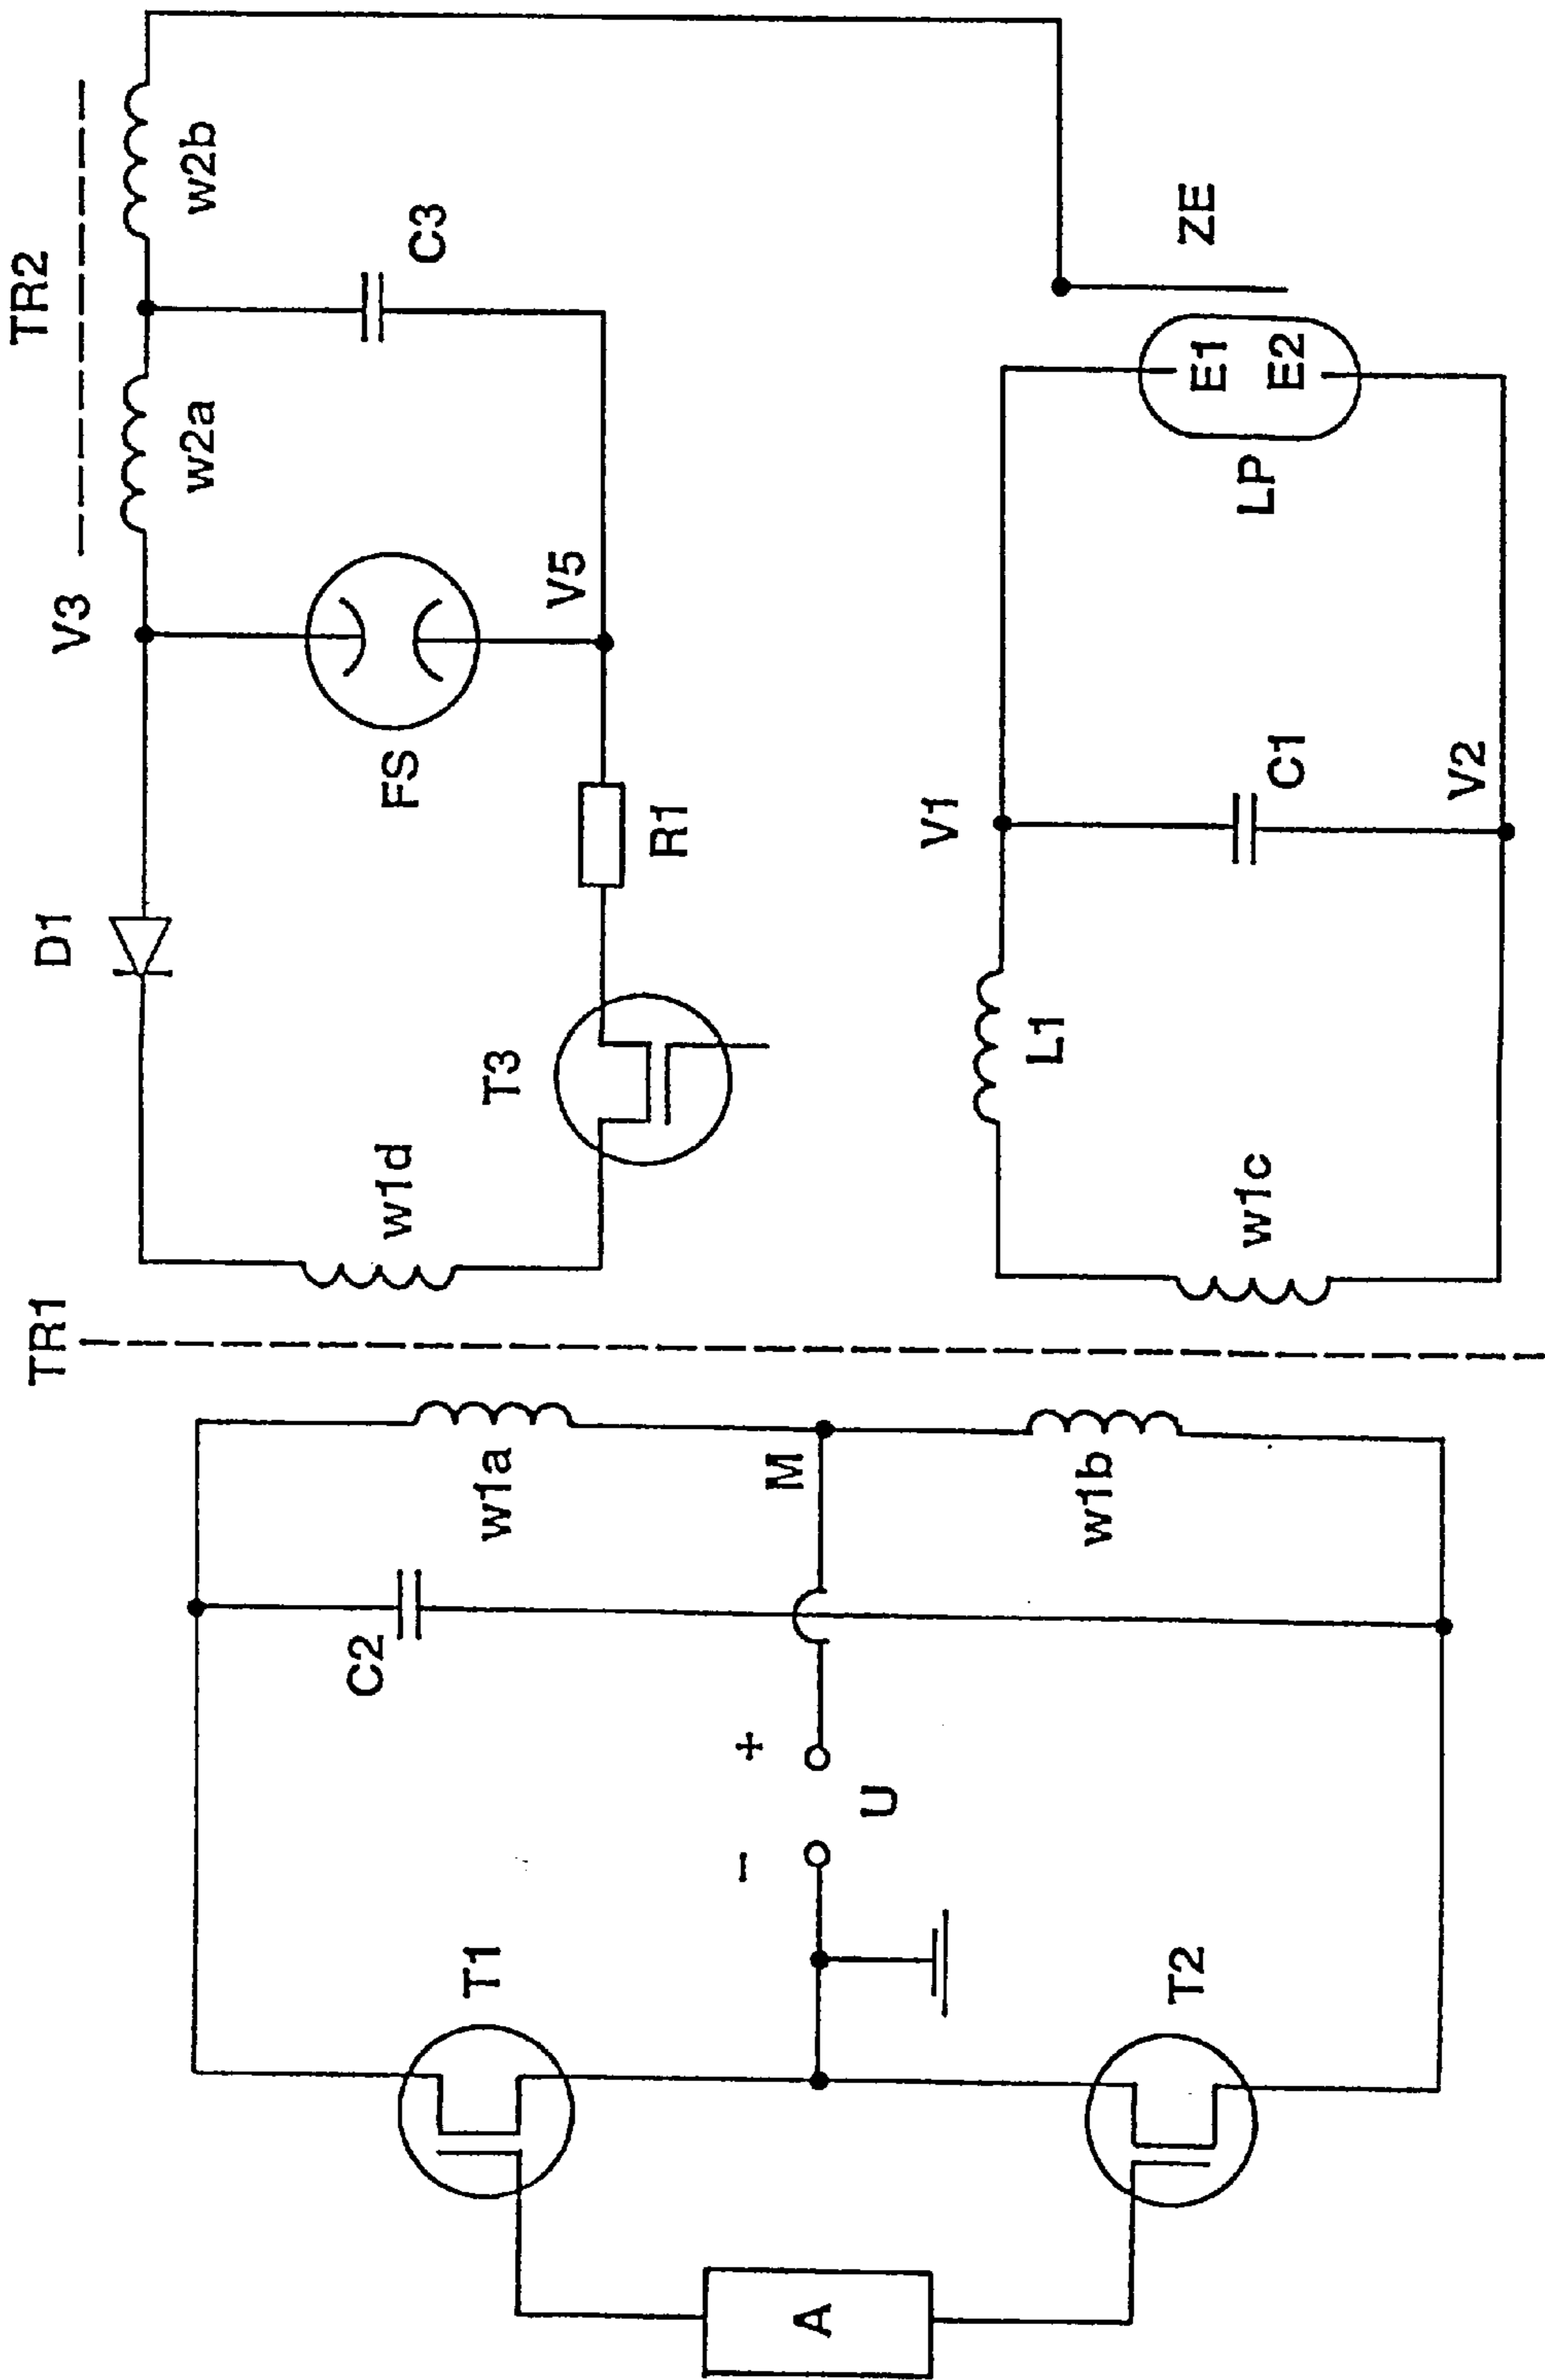 TR1
TR2
D1
V3
w2a
w2b
C3
FS
V5
R1
T3
w1d
C2
w1a
T1
+
-
U
M
w1b
T2
A
V1
L1
w1c
C1
V2
LP
E1
E2
ZE